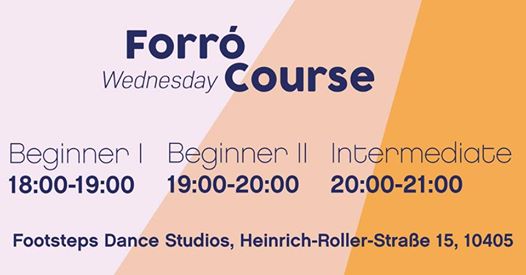 Forró
Wednesday Course
Beginner I Beginner II Intermediate
18:00-19:00 19:00-20:00 20:00-21:00
Footsteps Dance Studios, Heinrich-Roller-Straße 15, 10405